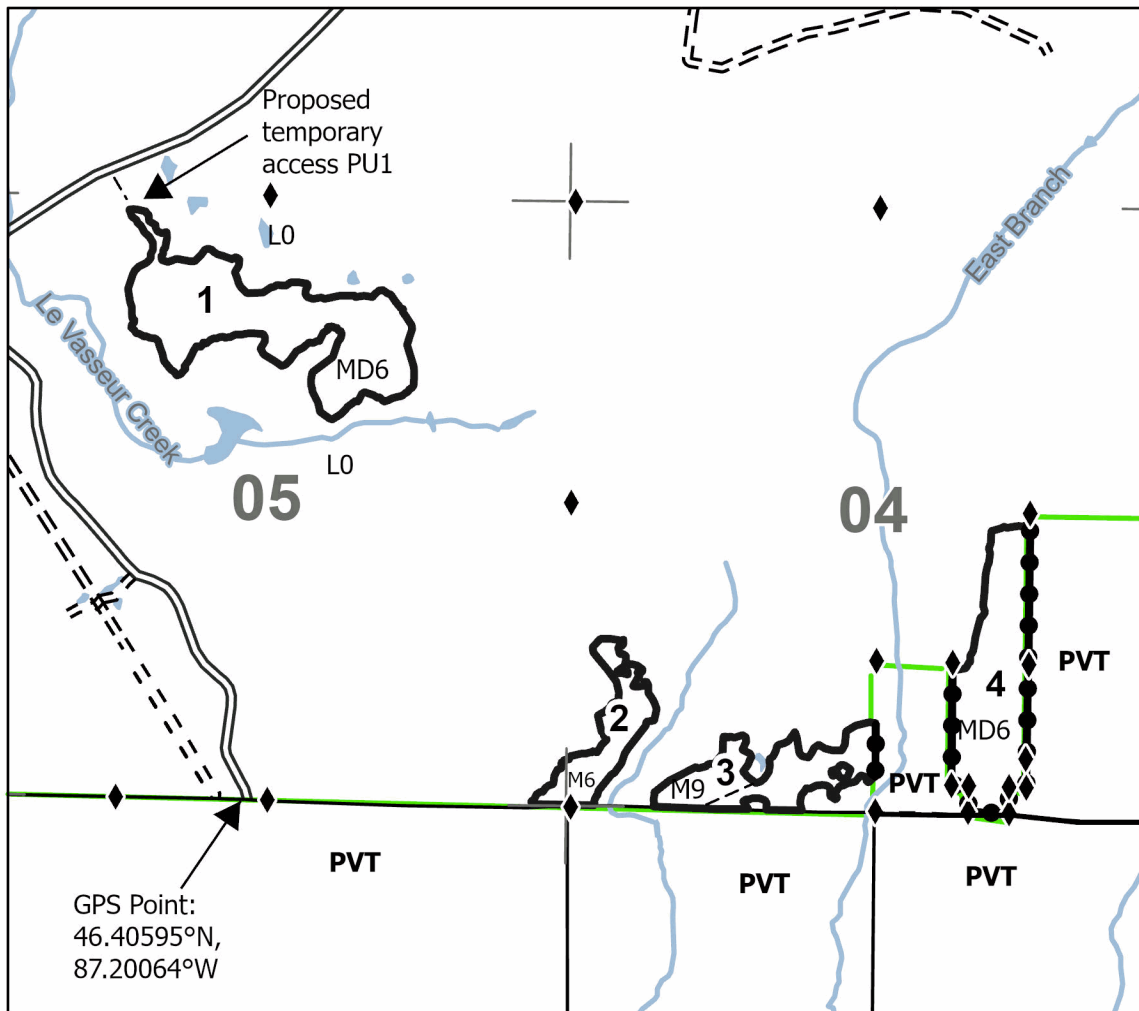 Proposed
temporary
access PU1
L0
1
East Branch
Le Vasseur Creek
MD6
L0
05
04
PVT
4
2
MD6
3
M6
M9
PVT
PVT
PVT
PVT
GPS Point:
46.40595°N,
87.20064°W